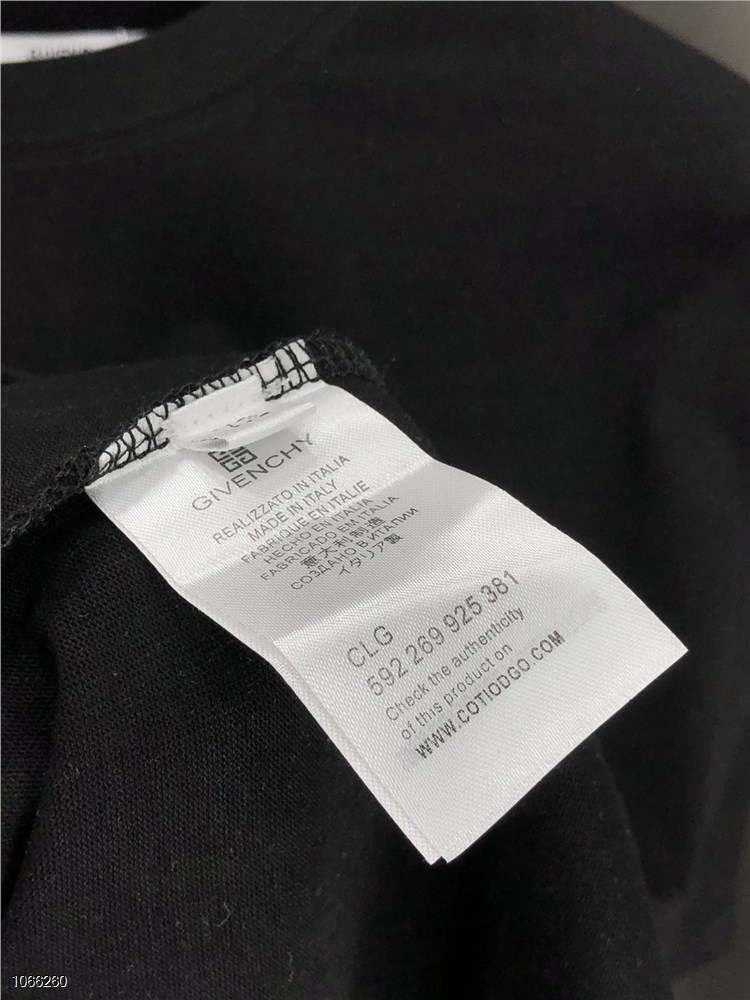 GIVENCHY
REALIZZATO IN ITALIA
MADE IN ITALY
FABRIQUE EN ITALIE
HECHO EN ITALIA
FABRICADO EM ITALIA
意大利制造
СОЗДАНО В ИТАЛИИ
イタリア製
CLG
592 269 925 381
Check the authenticity
of this product on
WWW.COTIODGO.COM
1066260